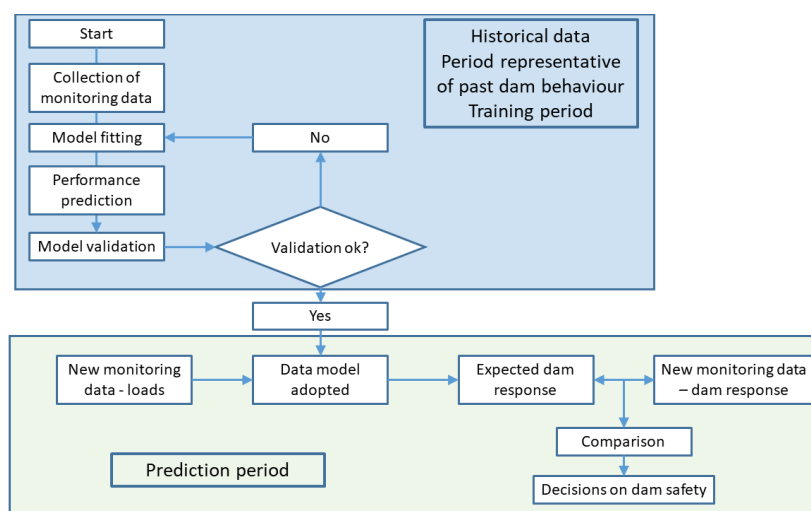 Start
Historical data
Period representative
of past dam behaviour
Training period
Collection of
monitoring data
Model fitting
No
Performance
prediction
Model validation
Validation ok?
Yes
New monitoring
data - loads
Data model
adopted
Expected dam
response
New monitoring data
– dam response
Comparison
Prediction period
Decisions on dam safety